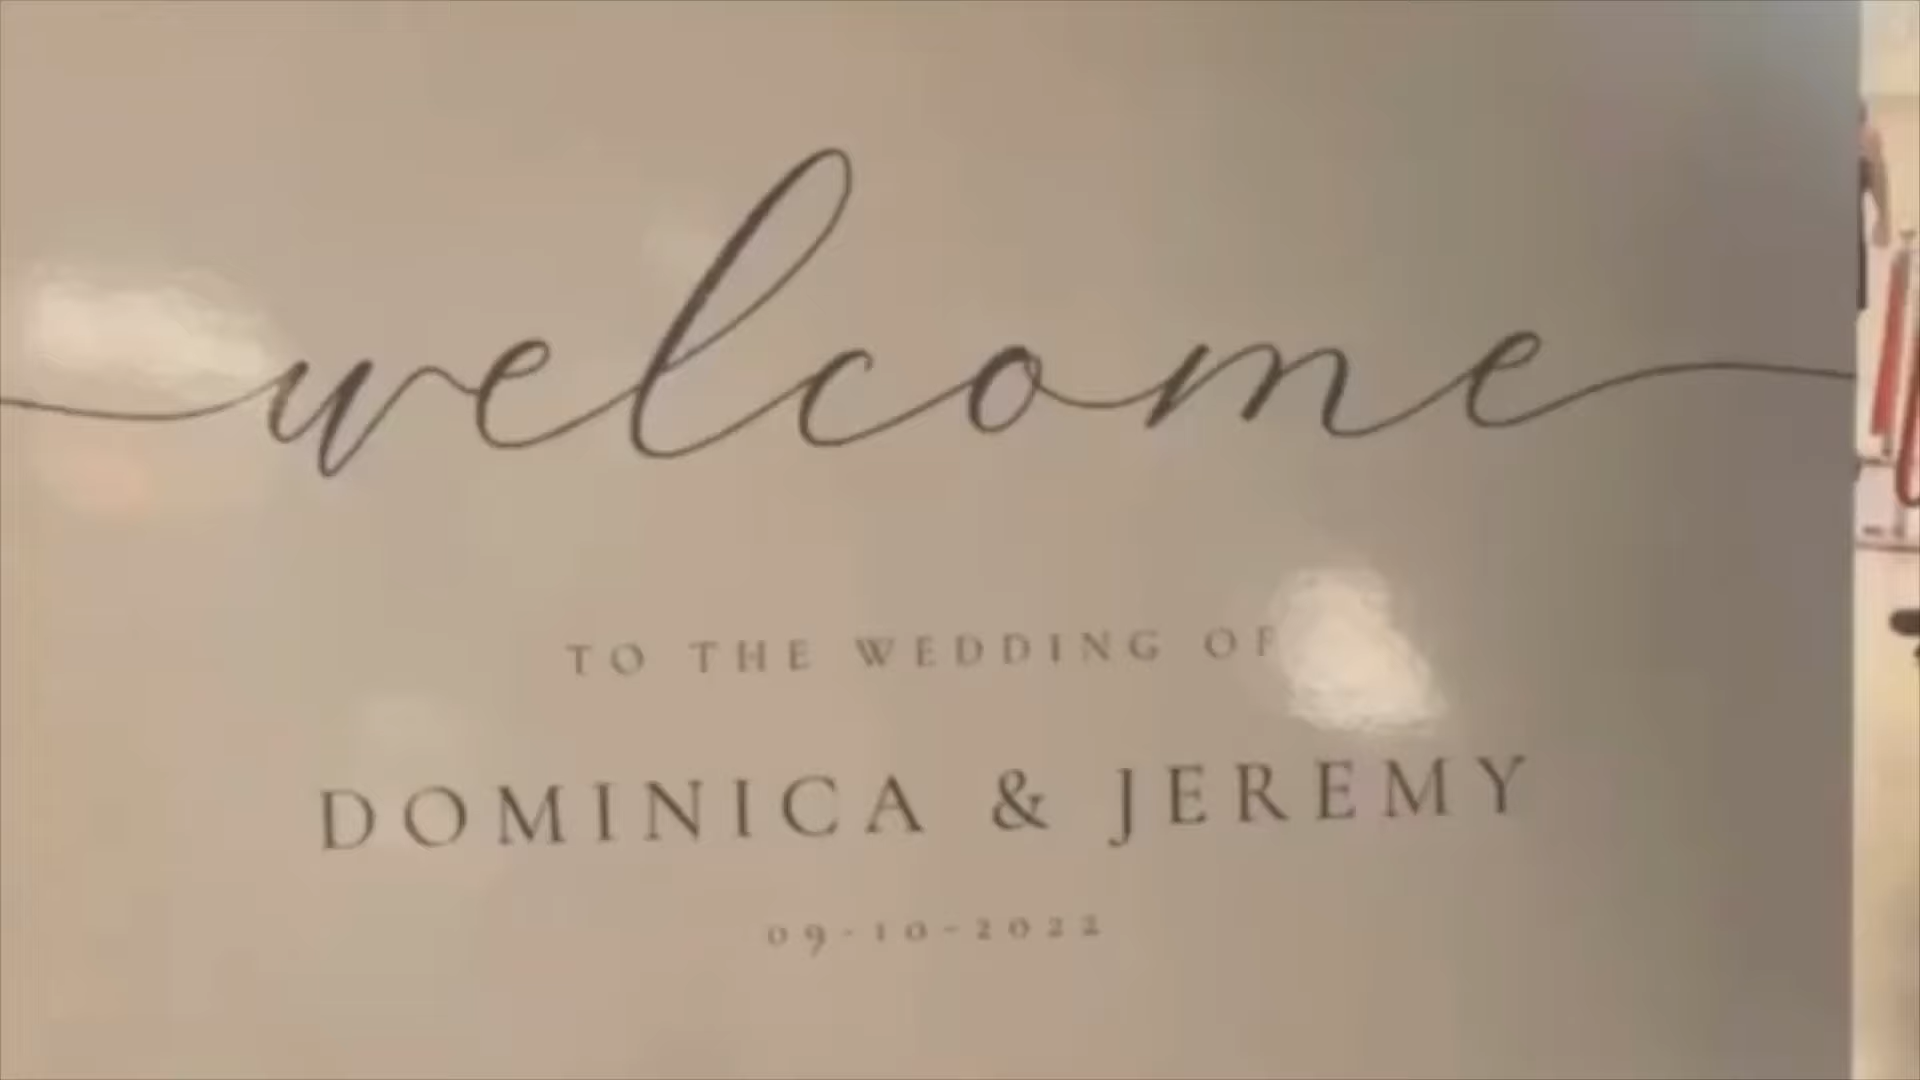 welcome
TO THE WEDDING OF
DOMINICA & JEREMY
09-10-2022